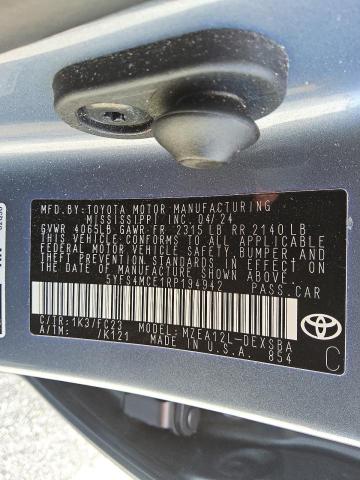 MFD.BY:TOYOTA MOTOR MANUFACTURING
MISSISSIPPI, INC. 04/24
GVWR 4065LB GAWR FR 2315 LB RR 2140 LB
THIS VEHICLE CONFORMS TO ALL APPLICABLE
FEDERAL MOTOR VEHICLE SAFETY, BUMPER, AND
THEFT PREVENTION STANDARDS IN EFFECT ON
THE DATE OF MANUFACTURE SHOWN ABOVE.
5YFS4MCE1RP194942 PASS.CAR
C/TR:1K3/FC23 MODEL:MZEA12L-DEXSBA
A/TM: /K121 MADE IN U.S.A. 854
TOYOTA
C